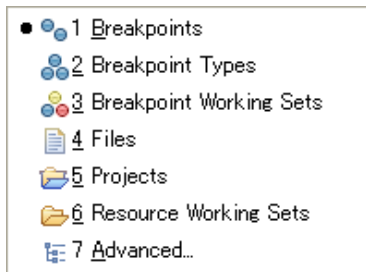 1 Breakpoints
2 Breakpoint Types
3 Breakpoint Working Sets
4 Files
5 Projects
6 Resource Working Sets
7 Advanced...